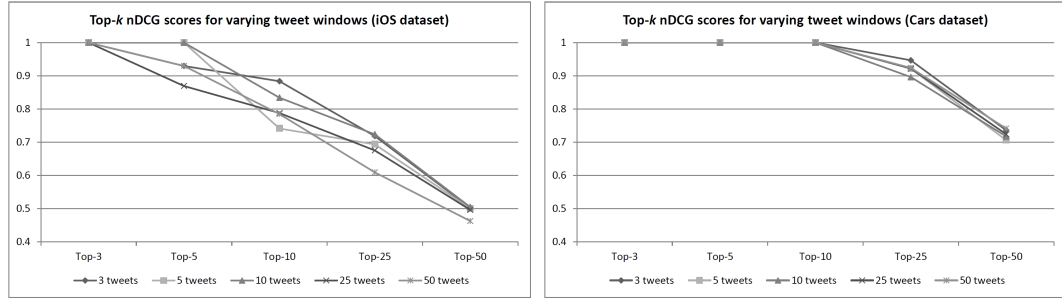 Top-k nDCG scores for varying tweet windows (iOS dataset)
1
0.9
0.8
0.7
0.6
0.5
0.4
Top-3 Top-5 Top-10 Top-25 Top-50
3 tweets 5 tweets 10 tweets 25 tweets 50 tweets
Top-k nDCG scores for varying tweet windows (Cars dataset)
1
0.9
0.8
0.7
0.6
0.5
0.4
Top-3 Top-5 Top-10 Top-25 Top-50
3 tweets 5 tweets 10 tweets 25 tweets 50 tweets